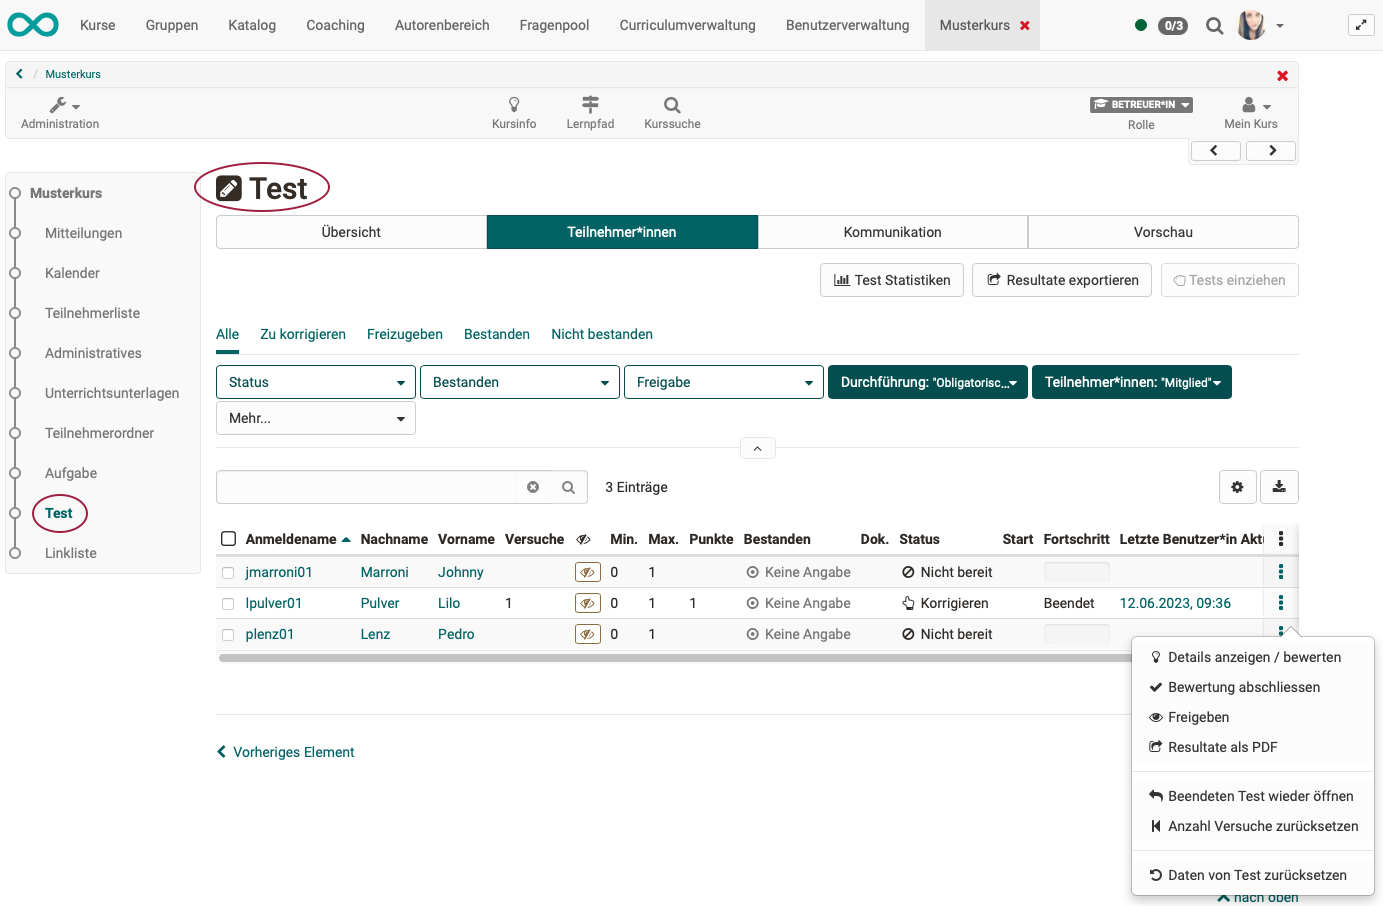 Kurse Gruppen Katalog Coaching Autorenbereich Fragenpool Curriculumverwaltung Benutzerverwaltung Musterkurs 0/3
/ Musterkurs
Administration Kursinfo Lernpfad Kurssuche BETREUER*IN Rolle Mein Kurs
Musterkurs
Mitteilungen
Kalender
Teilnehmerliste
Administratives
Unterrichtsunterlagen
Teilnehmerordner
Aufgabe
Test
Linkliste
Test
Übersicht Teilnehmer*innen Kommunikation Vorschau
Test Statistiken Resultate exportieren Tests einziehen
Alle Zu korrigieren Freizugeben Bestanden Nicht bestanden
Status Bestanden Freigabe Durchführung: "Obligatorisc... Teilnehmer*innen: "Mitglied"
Mehr...
3 Einträge
Anmeldename Nachname Vorname Versuche Min. Max. Punkte Bestanden Dok. Status Start Fortschritt Letzte Benutzer*in Aktu
jmarroni01 Marroni Johnny 0 1 Keine Angabe Nicht bereit
lpulver01 Pulver Lilo 1 0 1 1 Keine Angabe Korrigieren Beendet 12.06.2023, 09:36
plenz01 Lenz Pedro 0 1 Keine Angabe Nicht bereit
Details anzeigen / bewerten
Bewertung abschliessen
Freigeben
Resultate als PDF
Beendeten Test wieder öffnen
Anzahl Versuche zurücksetzen
Daten von Test zurücksetzen
Vorheriges Element
nach oben